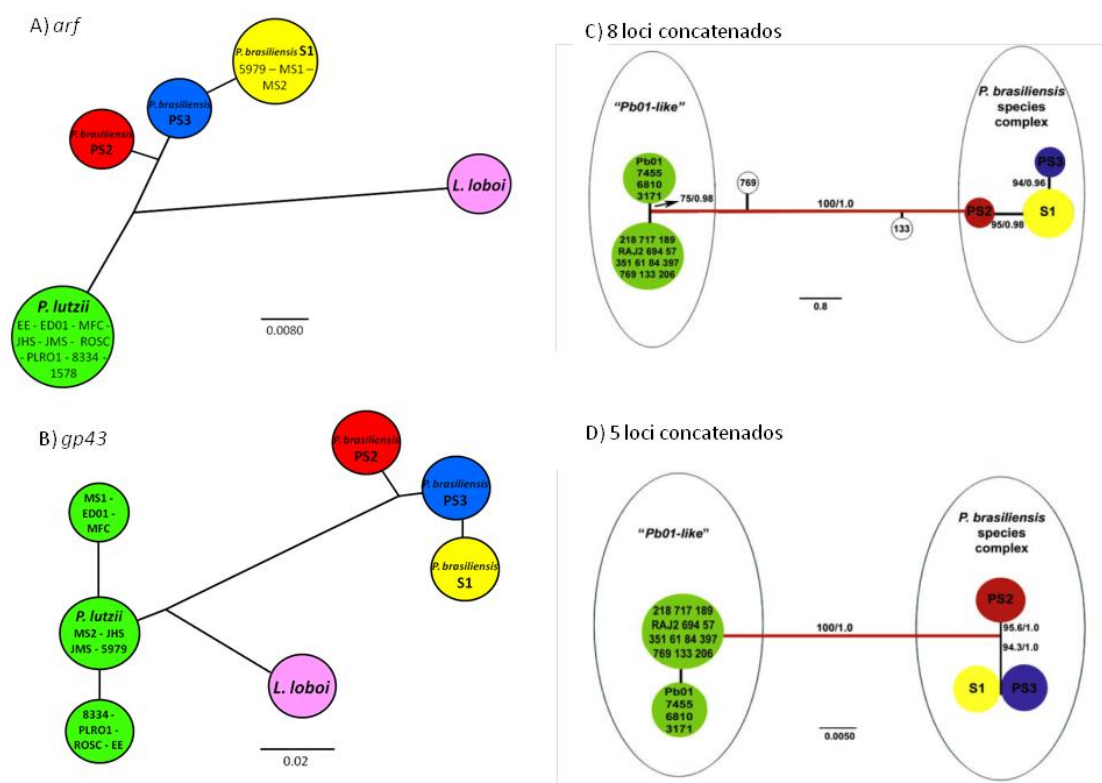 A) arf
P. brasiliensis S1
5979 – MS1 –
MS2
P. brasiliensis
PS3
P. brasiliensis
PS2
L. loboi
P. lutzii
EE - ED01 - MFC -
JHS - JMS - ROSC
- PLRO1 - 8334 -
1578
0.0080
B) gp43
P. brasiliensis
PS2
P. brasiliensis
PS3
P. brasiliensis
S1
MS1 -
ED01 -
MFC
P. lutzii
MS2 - JHS
JMS - 5979
8334 -
PLRO1 -
ROSC - EE
L. loboi
0.02
C) 8 loci concatenados
"Pb01-like"
Pb01
7455
6810
3171
75/0.98
218 717 189
RAJ2 694 57
351 61 84 397
769 133 206
769
100/1.0
133
P. brasiliensis
species
complex
PS3
94/0.96
PS2
S1
95/0.98
0.8
D) 5 loci concatenados
"Pb01-like"
218 717 189
RAJ2 694 57
351 61 84 397
769 133 206
Pb01
7455
6810
3171
100/1.0
P. brasiliensis
species
complex
PS2
95.6/1.0
94.3/1.0
S1
PS3
0.0050